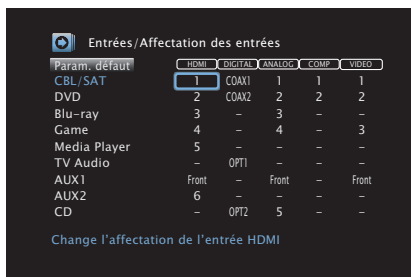 Entrées/Affectation des entrées
Param. défaut HDMI DIGITAL ANALOG COMP VIDEO
CBL/SAT 1 COAX1 1 1 1
DVD 2 COAX2 2 2 2
Blu-ray 3 – 3 – –
Game 4 – 4 – 3
Media Player 5 – – – –
TV Audio – OPT1 – – –
AUX1 Front – Front – Front
AUX2 6 – – – –
CD – OPT2 5 – –
Change l'affectation de l'entrée HDMI